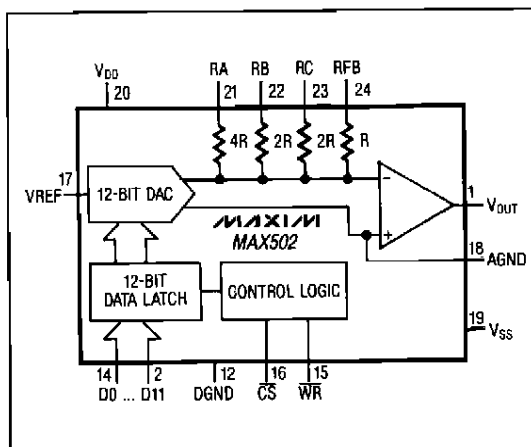 VDD RA RB RC RFB
20 21 22 23 24
4R 2R 2R R
17
VREF 12-BIT DAC −
1
VOUT
MAXIM
MAX502
+
18
AGND
12-BIT
DATA LATCH
CONTROL LOGIC
19
VSS
14 2 12 16 15
D0 ... D11 DGND C̅S̅ W̅R̅